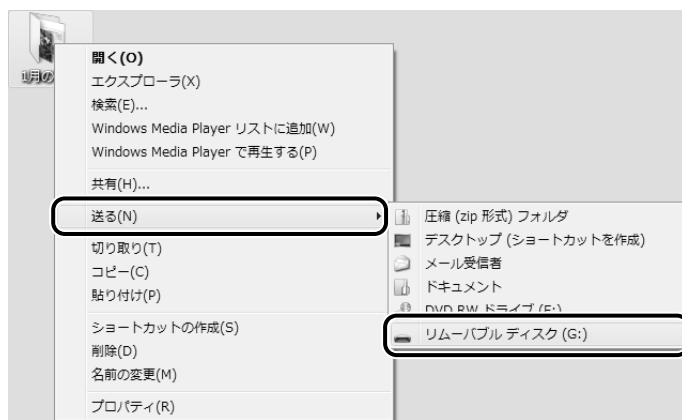 1月の
開く(O)
エクスプローラ(X)
検索(E)...
Windows Media Player リストに追加(W)
Windows Media Player で再生する(P)
共有(H)...
送る(N)
切り取り(T)
コピー(C)
貼り付け(P)
ショートカットの作成(S)
削除(D)
名前の変更(M)
プロパティ(R)
圧縮 (zip 形式) フォルダ
デスクトップ (ショートカットを作成)
メール受信者
ドキュメント
DVD RW ドライブ (E:)
リムーバブル ディスク (G:)